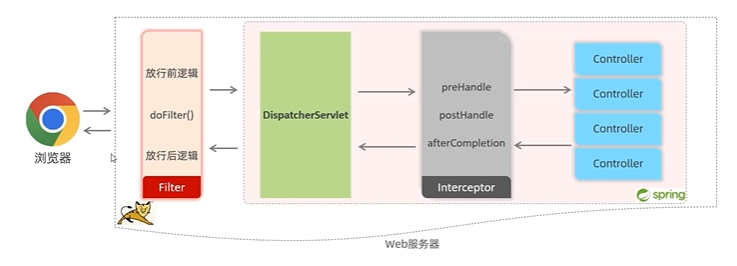 浏览器
放行前逻辑
doFilter()
放行后逻辑
Filter
DispatcherServlet
preHandle
postHandle
afterCompletion
Interceptor
Controller
Controller
Controller
Controller
spring
Web服务器